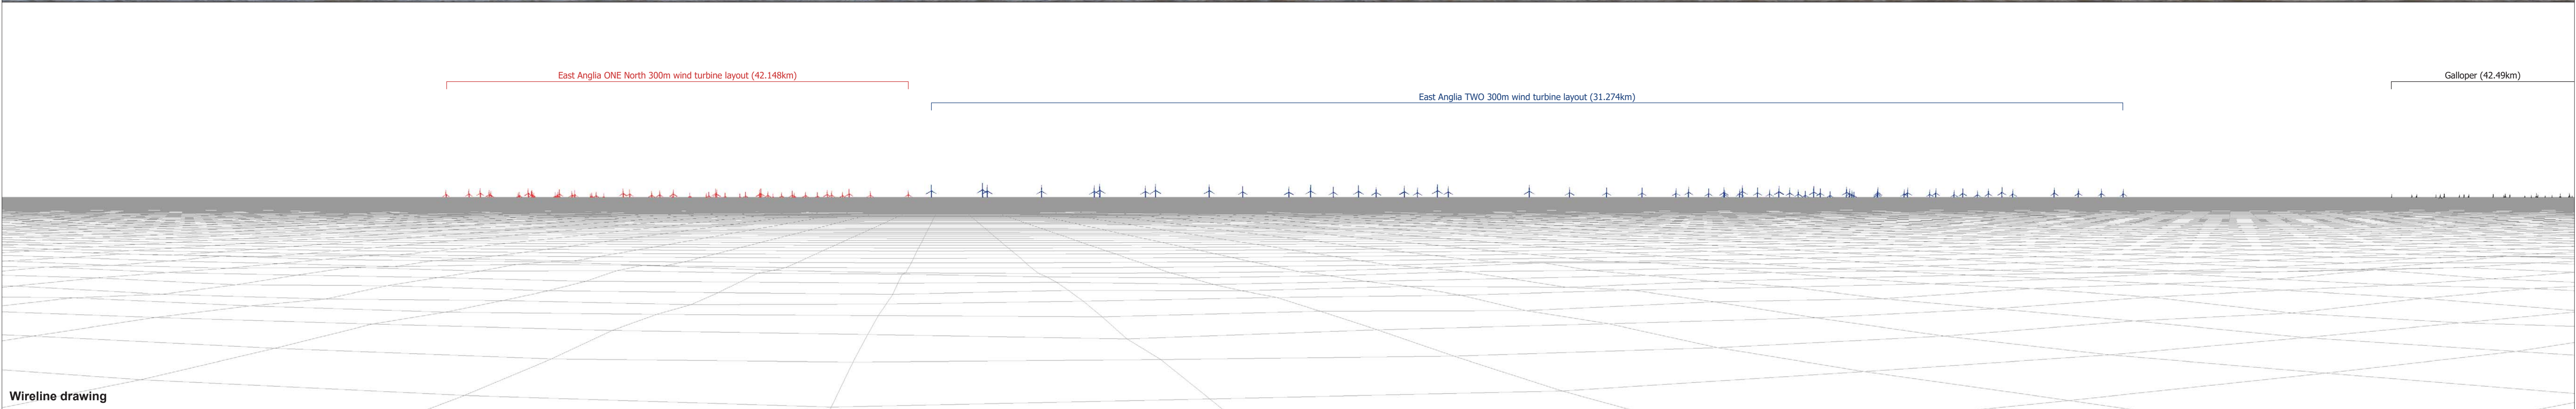 East Anglia ONE North 300m wind turbine layout (42.148km)
Galloper (42.49km)
East Anglia TWO 300m wind turbine layout (31.274km)
Wireline drawing